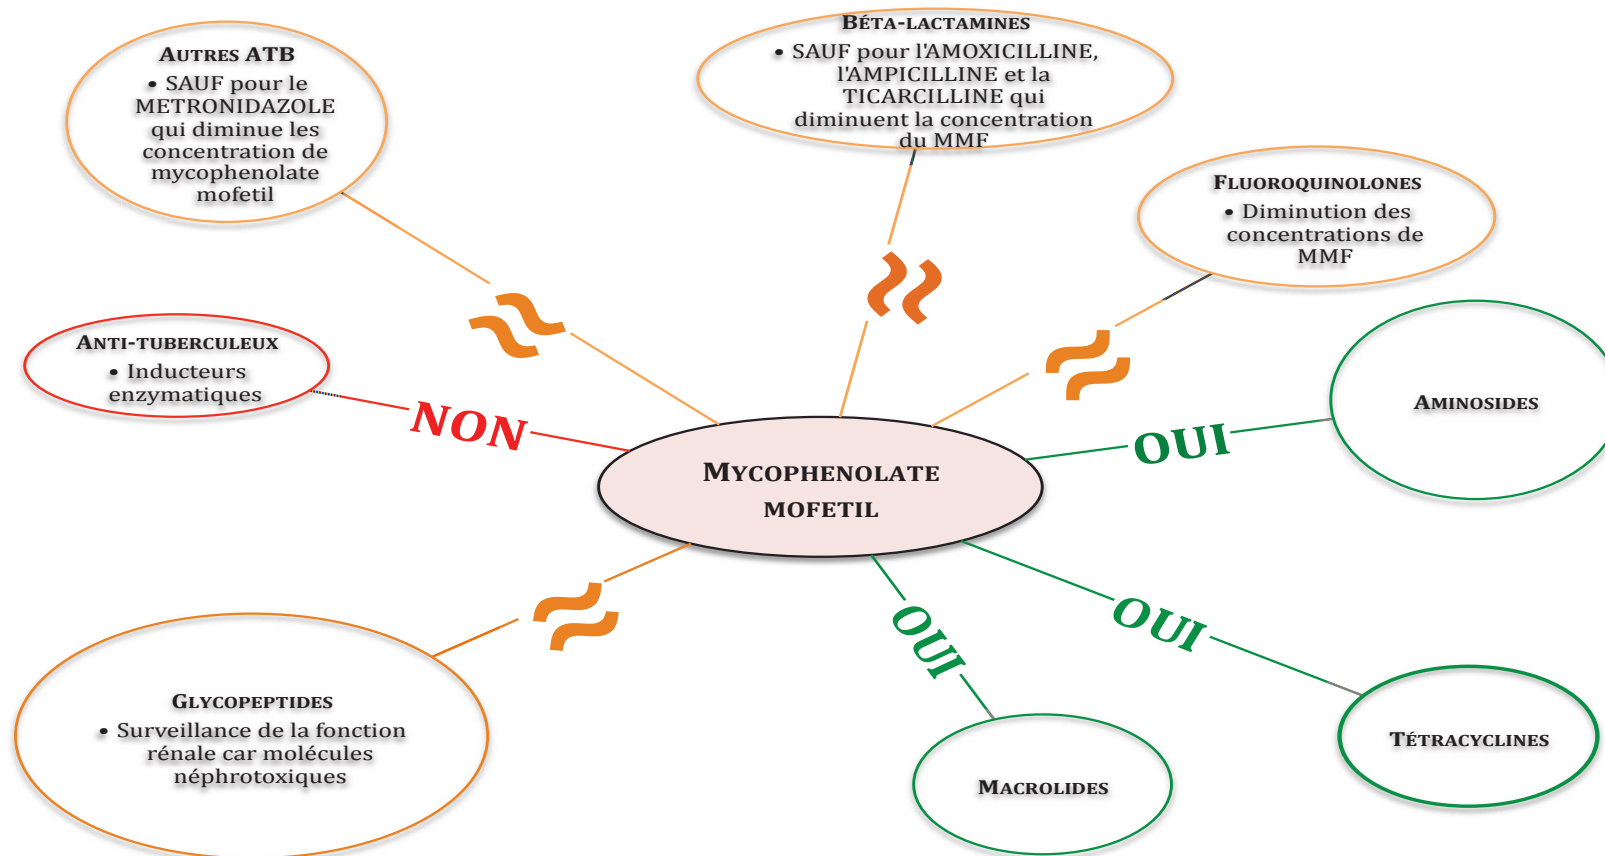 BÉTA-LACTAMINES
• SAUF pour l'AMOXICILLINE,
l'AMPICILLINE et la
TICARCILLINE qui
diminuent la concentration
du MMF
AUTRES ATB
• SAUF pour le
METRONIDAZOLE
qui diminue les
concentration de
mycophenolate
mofetil
FLUOROQUINOLONES
• Diminution des
concentrations de
MMF
ANTI-TUBERCULEUX
• Inducteurs
enzymatiques
NON
OUI
AMINOSIDES
MYCOPHENOLATE
MOFETIL
OUI
OUI
GLYCOPEPTIDES
• Surveillance de la fonction
rénale car molécules
néphrotoxiques
MACROLIDES
TÉTRACYCLINES